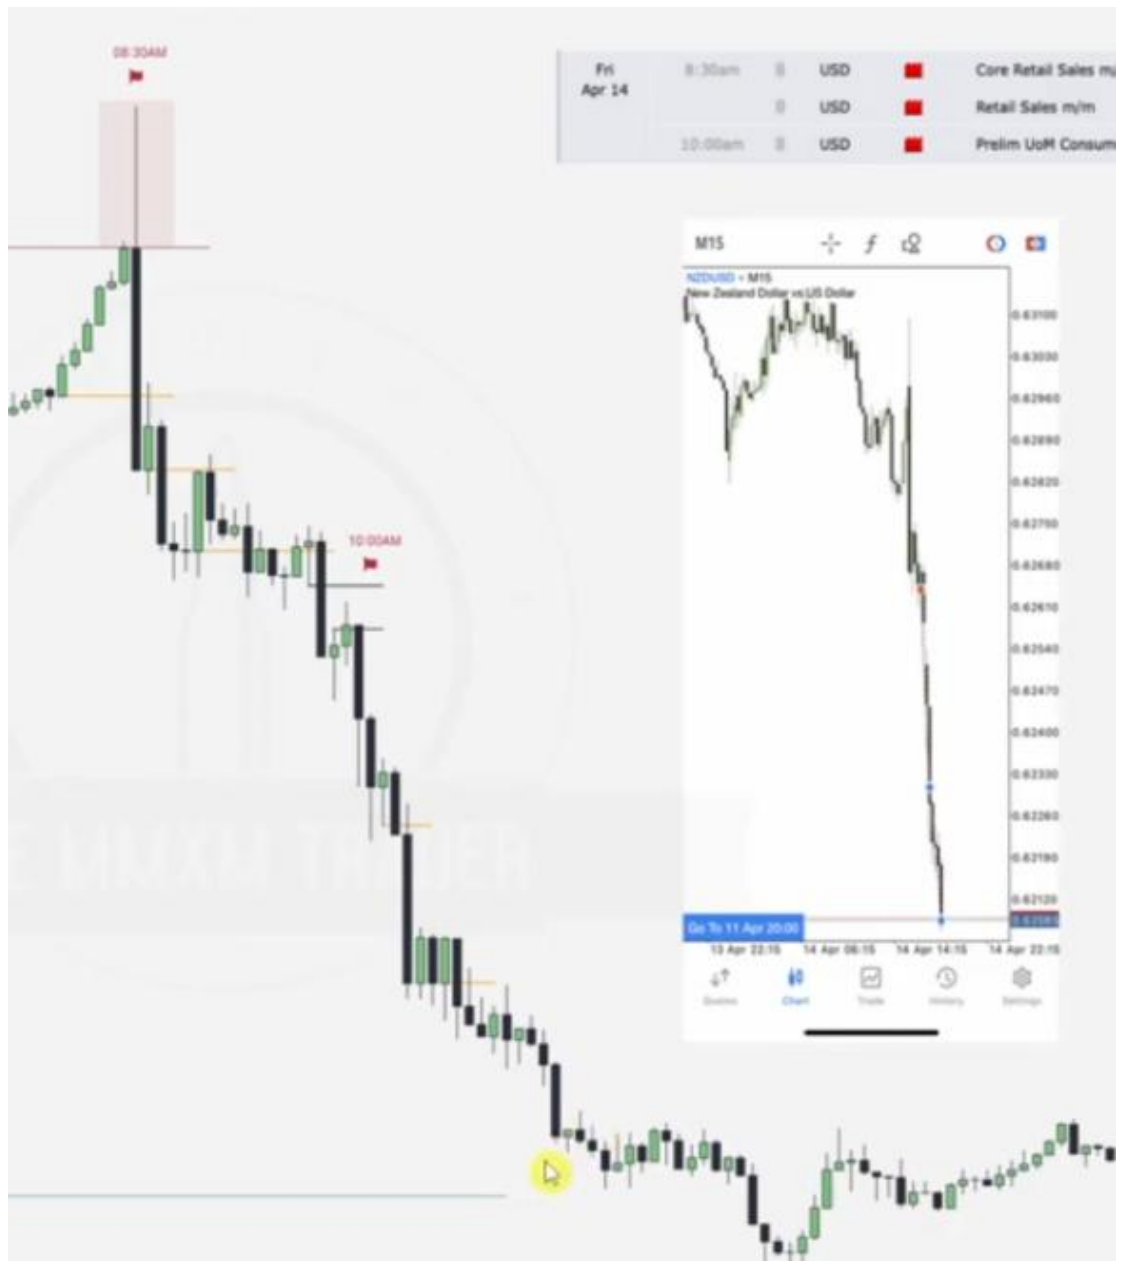 08:30AM
Fri
Apr 14
8:30am
USD
Core Retail Sales m/
USD
Retail Sales m/m
10:00am
USD
Prelim UoM Consum
M15
NZDUSD • M15
New Zealand Dollar vs US Dollar
0.63100
0.63030
0.62960
0.62890
0.62820
0.62750
0.62680
0.62610
0.62540
0.62470
0.62400
0.62330
0.62260
0.62190
0.62120
10:00AM
E MMXM TRADER
Go To 11 Apr 20:00
13 Apr 22:15
14 Apr 06:15
14 Apr 14:15
14 Apr 22:15
Quotes
Chart
Trade
History
Settings